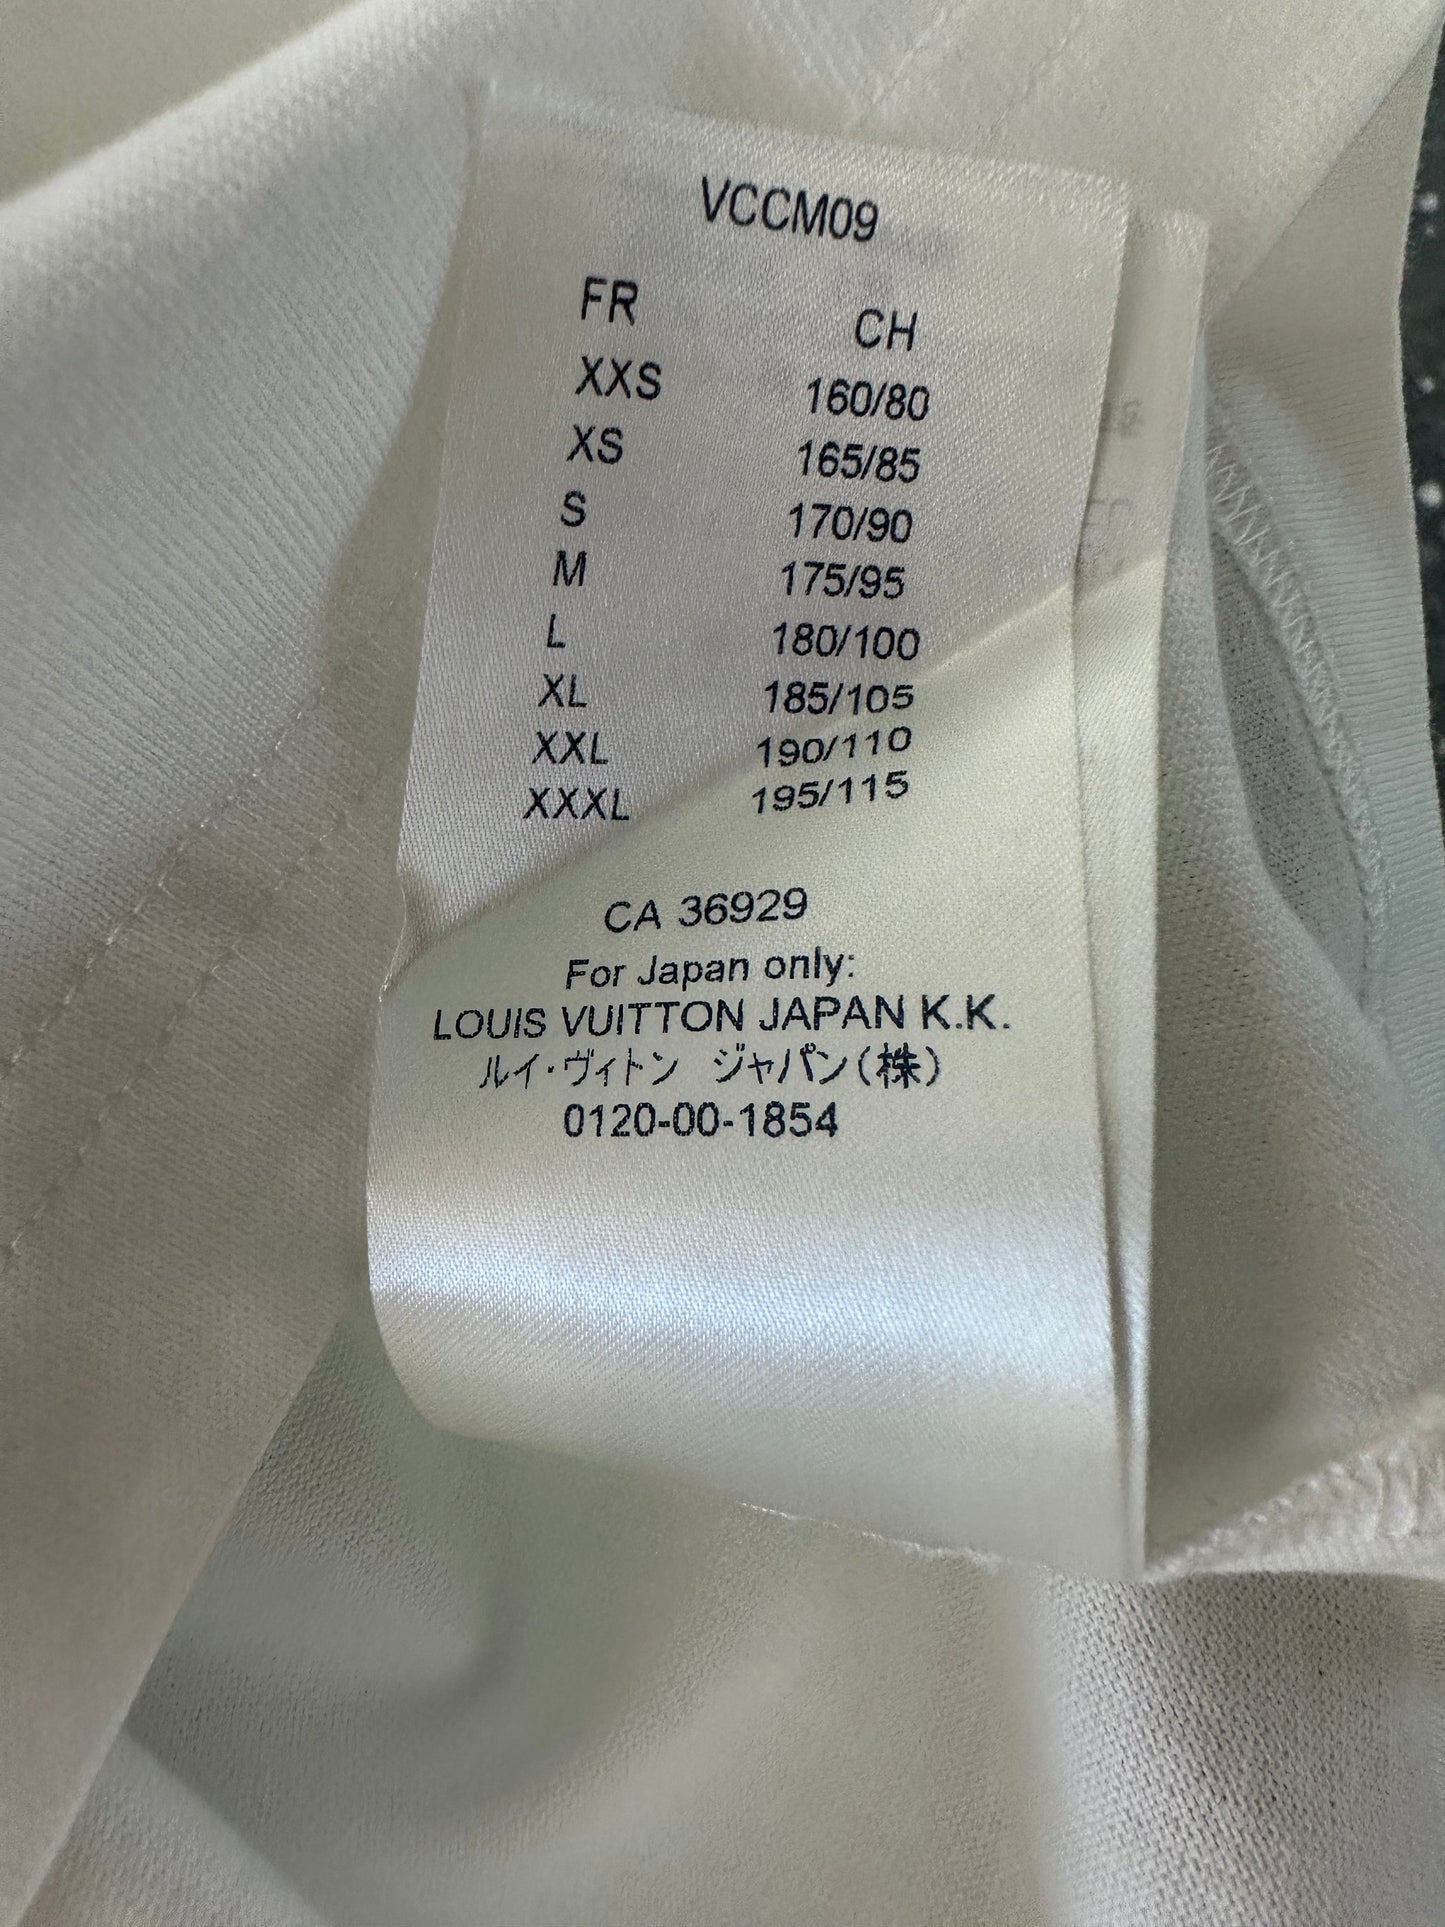 VCCM09
FR CH
XXS 160/80
XS 165/85
S 170/90
M 175/95
L 180/100
XL 185/105
XXL 190/110
XXXL 195/115
CA 36929
For Japan only:
LOUIS VUITTON JAPAN K.K.
ルイ・ヴィトン ジャパン(株)
0120-00-1854